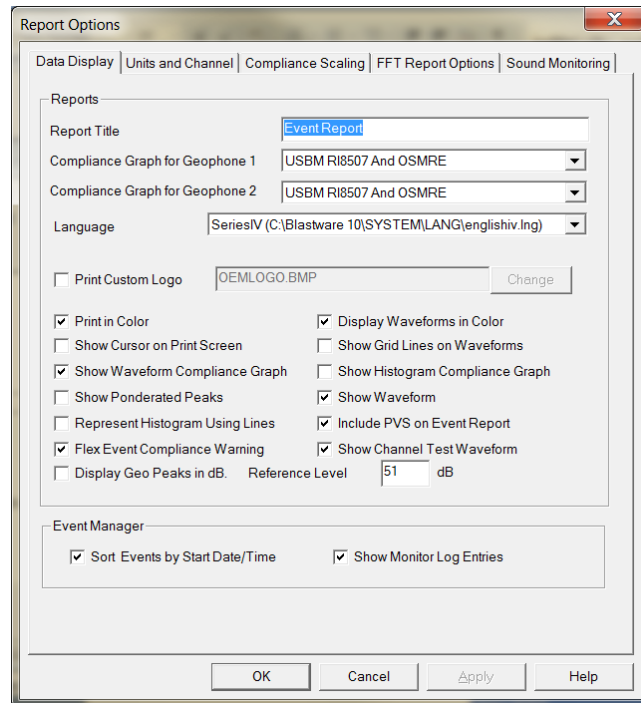 Report Options
X
Data Display Units and Channel Compliance Scaling FFT Report Options Sound Monitoring
Reports
Report Title Event Report
Compliance Graph for Geophone 1 USBM RI8507 And OSMRE
Compliance Graph for Geophone 2 USBM RI8507 And OSMRE
Language SeriesIV (C:\Blastware 10\SYSTEM\LANG\englishiv.lng)
Print Custom Logo OEMLOGO.BMP Change
Print in Color Display Waveforms in Color
Show Cursor on Print Screen Show Grid Lines on Waveforms
Show Waveform Compliance Graph Show Histogram Compliance Graph
Show Ponderated Peaks Show Waveform
Represent Histogram Using Lines Include PVS on Event Report
Flex Event Compliance Warning Show Channel Test Waveform
Display Geo Peaks in dB. Reference Level 51 dB
Event Manager
Sort Events by Start Date/Time Show Monitor Log Entries
OK Cancel Apply Help